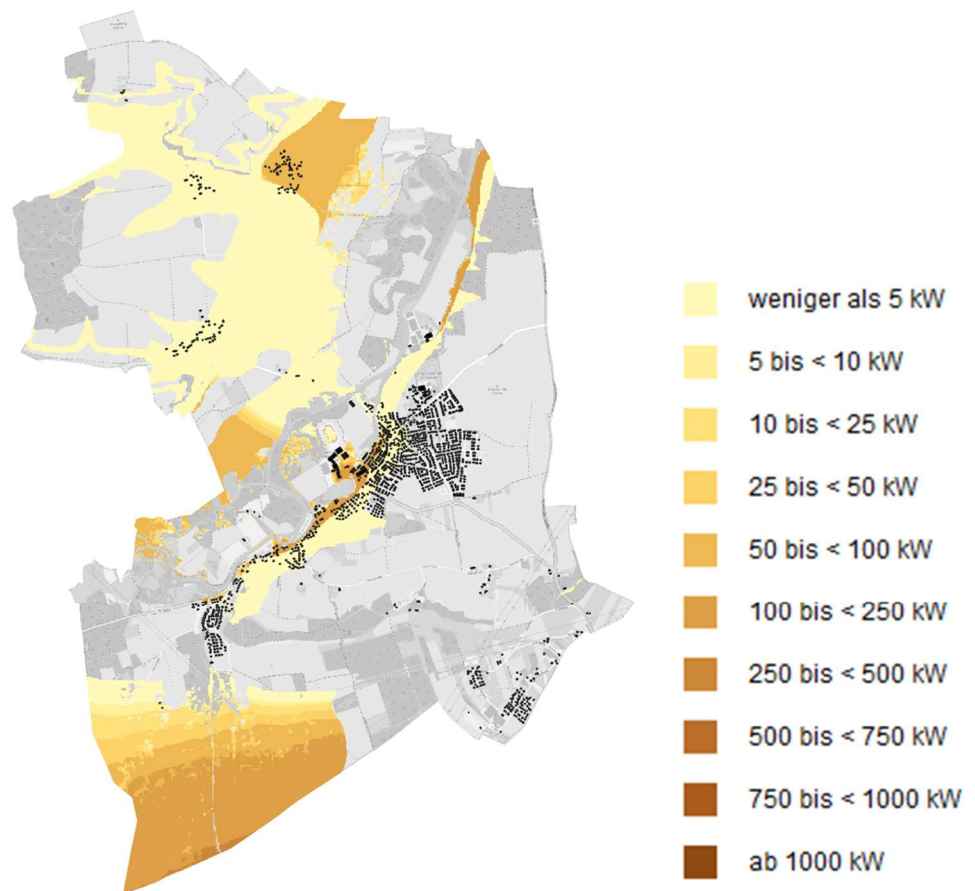 weniger als 5 kW
5 bis < 10 kW
10 bis < 25 kW
25 bis < 50 kW
50 bis < 100 kW
100 bis < 250 kW
250 bis < 500 kW
500 bis < 750 kW
750 bis < 1000 kW
ab 1000 kW